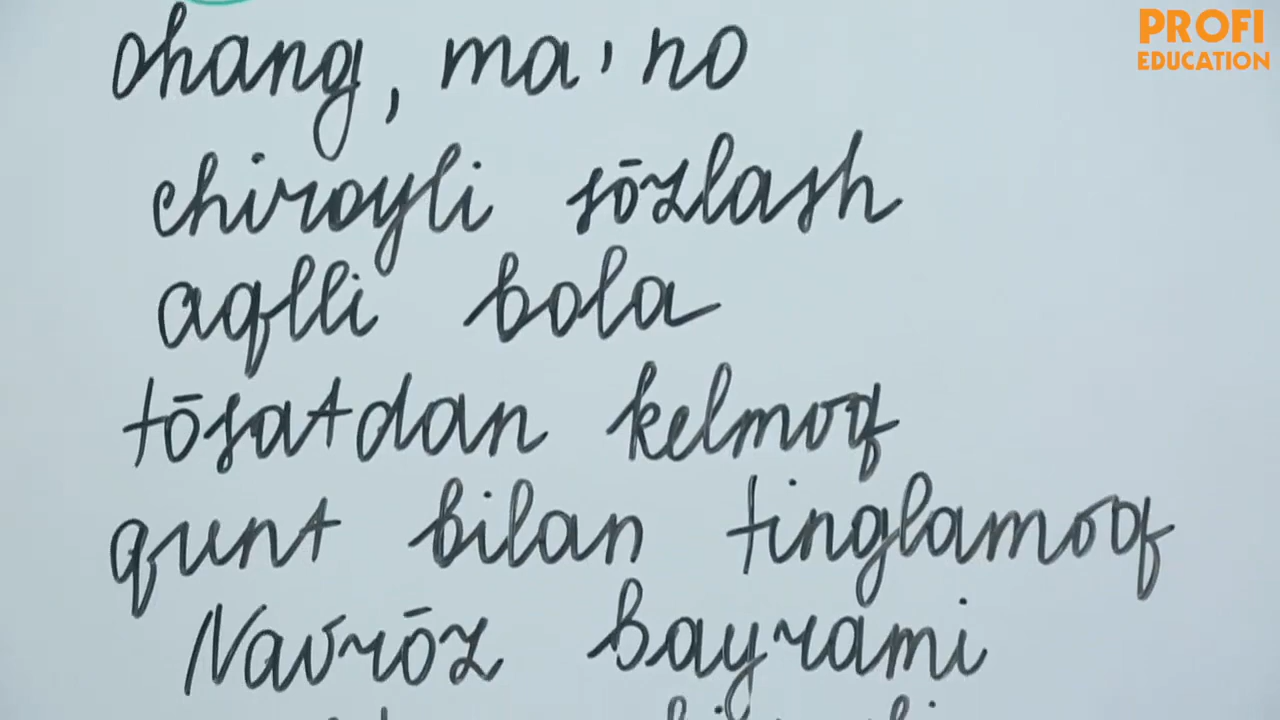 PROFI
EDUCATION
ohang, ma'no
chiroyli sōzlash
aqlli bola
tōsatdan kelmoq
qunt bilan tinglamoq
Navrōz bayrami